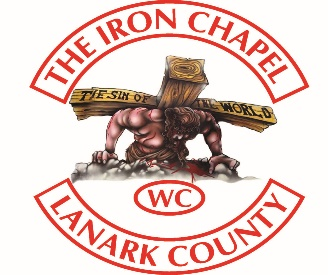 THE IRON CHAPEL
THE SIN OF THE WORLD
WC
LANARK COUNTY